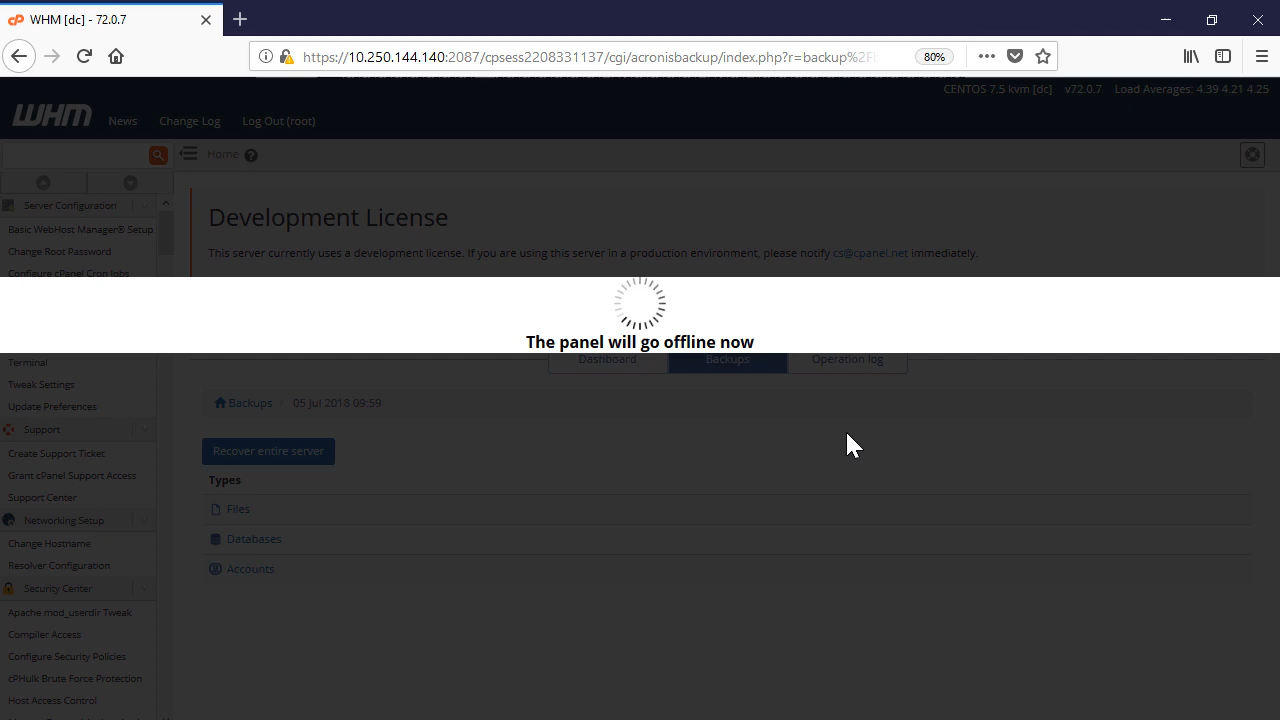 WHM [dc] - 72.0.7
https://10.250.144.140:2087/cpsess2208331137/cgi/acronisbackup/index.php?r=backup%2F
80%
CENTOS 7.5 kvm [dc] v72.0.7 Load Averages: 4.39 4.21 4.25
WHM News Change Log Log Out (root)
Home
Server Configuration
Basic WebHost Manager® Setup
Change Root Password
Configure cPanel Cron Jobs
Development License
This server currently uses a development license. If you are using this server in a production environment, please notify cs@cpanel.net immediately.
The panel will go offline now
Dashboard Backups Operation log
Terminal
Tweak Settings
Update Preferences
Support
Create Support Ticket
Grant cPanel Support Access
Support Center
Networking Setup
Change Hostname
Resolver Configuration
Security Center
Apache mod_userdir Tweak
Compiler Access
Configure Security Policies
cPHulk Brute Force Protection
Host Access Control
Backups 05 Jul 2018 09:59
Recover entire server
Types
Files
Databases
Accounts